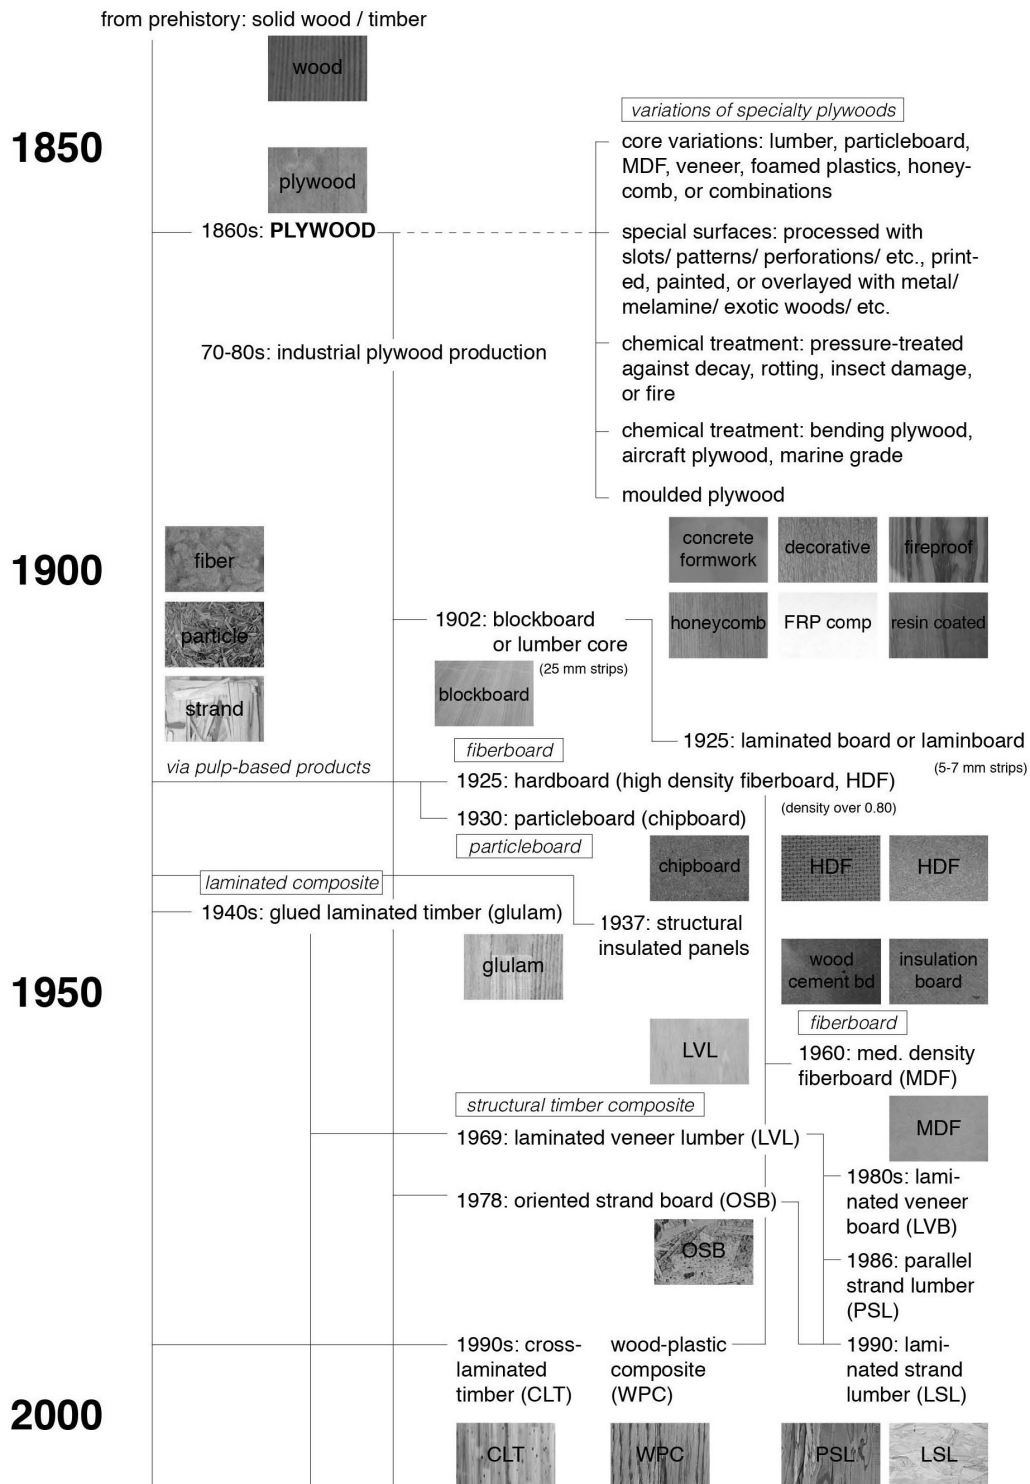 from prehistory: solid wood / timber
wood
1850
variations of specialty plywoods
core variations: lumber, particleboard,
MDF, veneer, foamed plastics, honey-
comb, or combinations
plywood
1860s: PLYWOOD
special surfaces: processed with
slots/ patterns/ perforations/ etc., print-
ed, painted, or overlayed with metal/
melamine/ exotic woods/ etc.
70-80s: industrial plywood production
chemical treatment: pressure-treated
against decay, rotting, insect damage,
or fire
chemical treatment: bending plywood,
aircraft plywood, marine grade
moulded plywood
1900
fiber
particle
strand
concrete
formwork
decorative
fireproof
honeycomb
FRP comp
resin coated
1902: blockboard
or lumber core
(25 mm strips)
blockboard
1925: laminated board or laminboard
(5-7 mm strips)
fiberboard
via pulp-based products
1925: hardboard (high density fiberboard, HDF)
(density over 0.80)
1930: particleboard (chipboard)
particleboard
chipboard
HDF
HDF
laminated composite
1940s: glued laminated timber (glulam)
1937: structural
insulated panels
glulam
wood
cement bd
insulation
board
1950
fiberboard
LVL
1960: med. density
fiberboard (MDF)
structural timber composite
MDF
1969: laminated veneer lumber (LVL)
1980s: lami-
nated veneer
board (LVB)
1978: oriented strand board (OSB)
OSB
1986: parallel
strand lumber
(PSL)
1990s: cross-
laminated
timber (CLT)
wood-plastic
composite
(WPC)
1990: lami-
nated strand
lumber (LSL)
2000
CLT
WPC
PSL
LSL